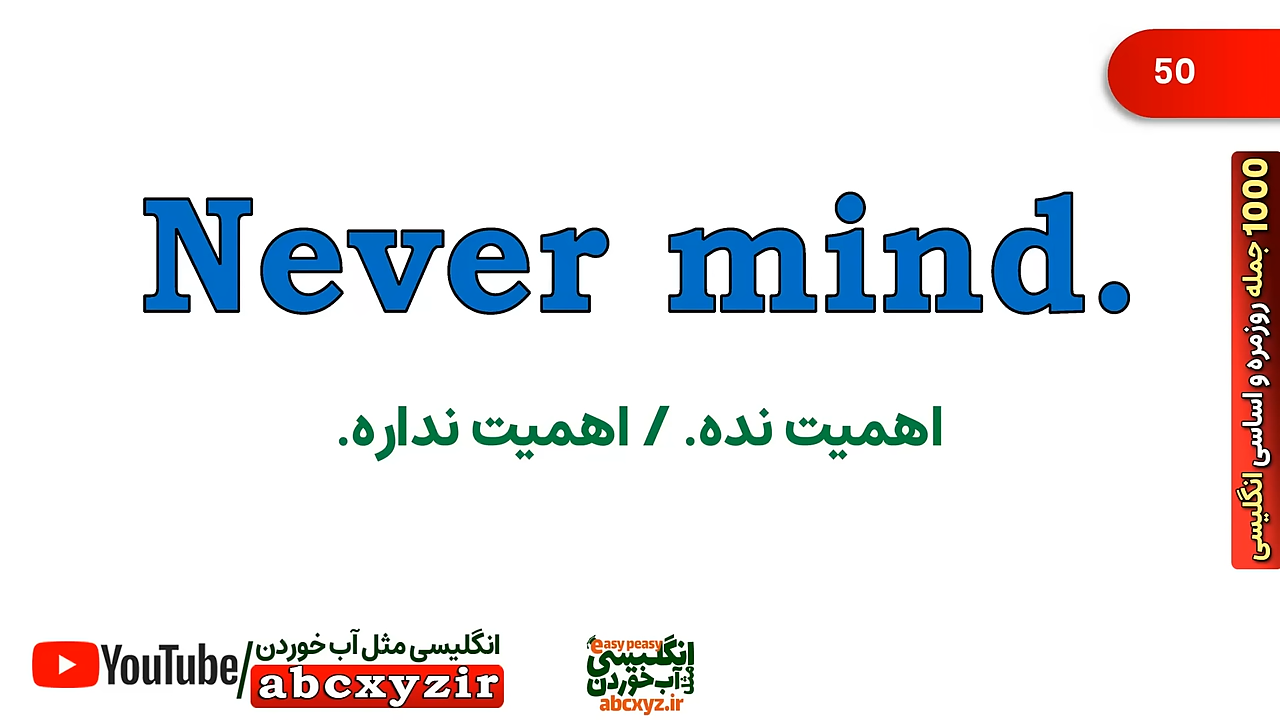 50
1000 جمله روزمره و اساسی انگلیسی
Never mind.
اهمیت نده. / اهمیت نداره.
YouTube/انگلیسی مثل آب خوردن
abcxyzir
easy peasy
انگلیسی
مثل آب خوردن
abcxyz.ir